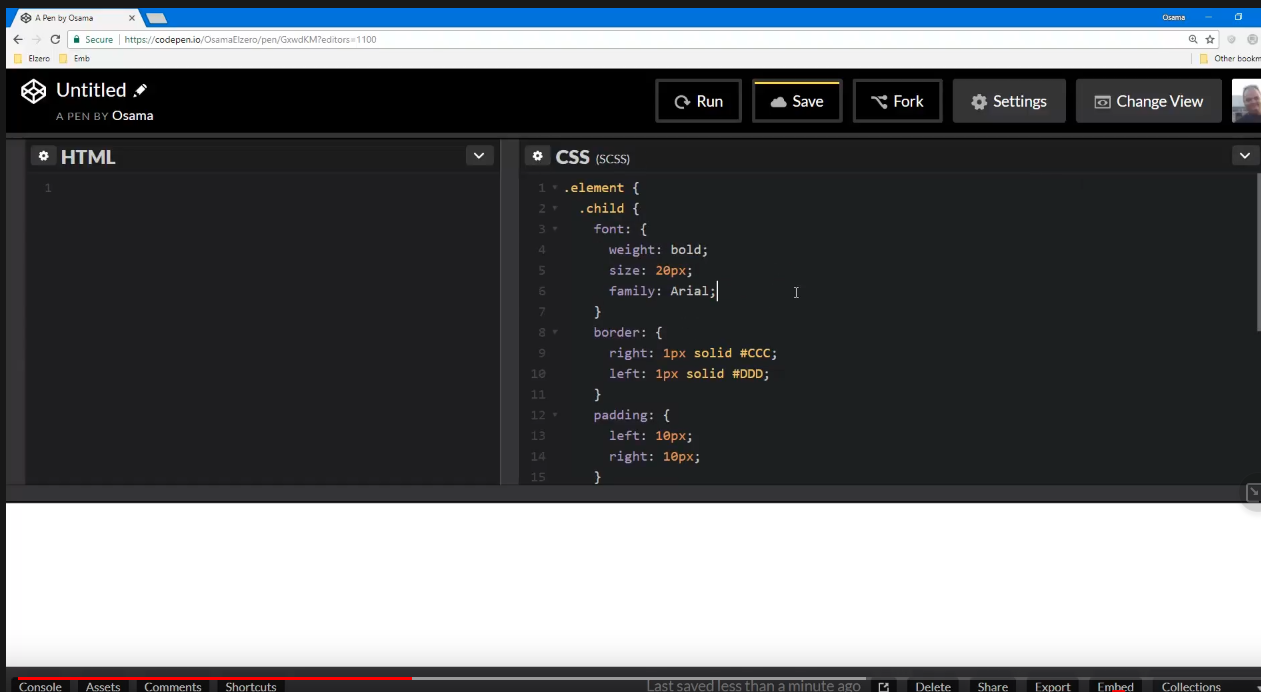 A Pen by Osama
Osama
Secure https://codepen.io/OsamaElzero/pen/GxwdKM?editors=1100
Elzero Emb Other bookm
Untitled
A PEN BY Osama
Run Save Fork Settings Change View
HTML
1
CSS (SCSS)
1 .element {
2 .child {
3 font: {
4 weight: bold;
5 size: 20px;
6 family: Arial;
7 }
8 border: {
9 right: 1px solid #CCC;
10 left: 1px solid #DDD;
11 }
12 padding: {
13 left: 10px;
14 right: 10px;
15 }
Console Assets Comments Shortcuts Last saved less than a minute ago Delete Share Export Embed Collections